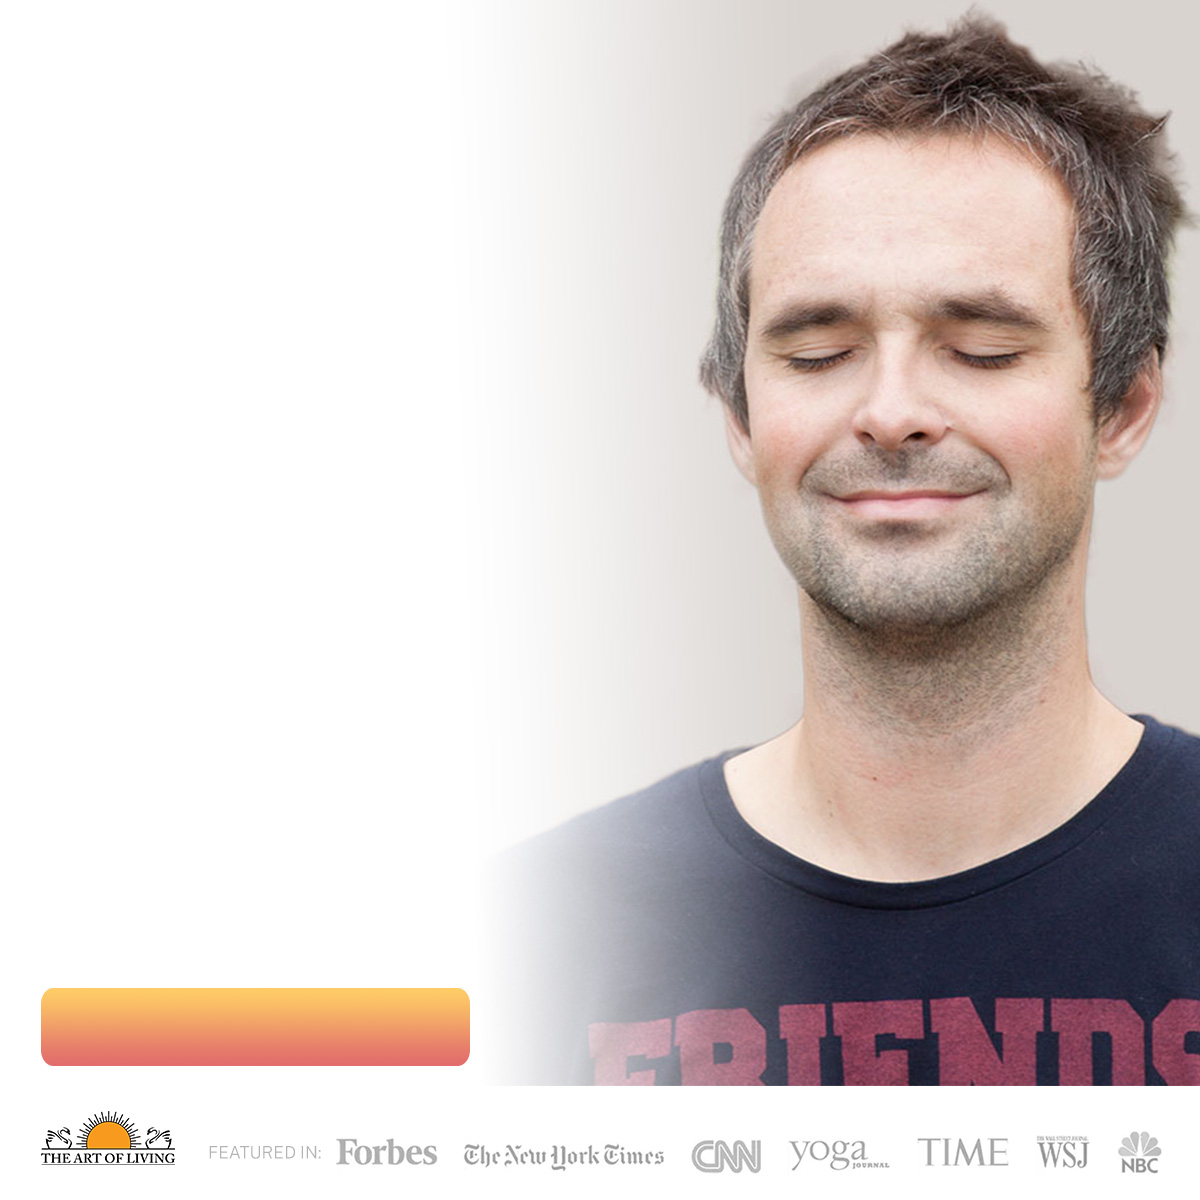 FRIENDS
THE ART OF LIVING
FEATURED IN: Forbes The New York Times CNN yoga JOURNAL TIME THE WALL STREET JOURNAL WSJ NBC